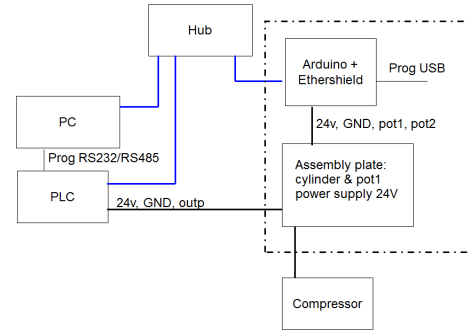 Hub
Arduino +
Ethershield
Prog USB
PC
24v, GND, pot1, pot2
Prog RS232/RS485
Assembly plate:
cylinder & pot1
power supply 24V
PLC
24v, GND, outp
Compressor